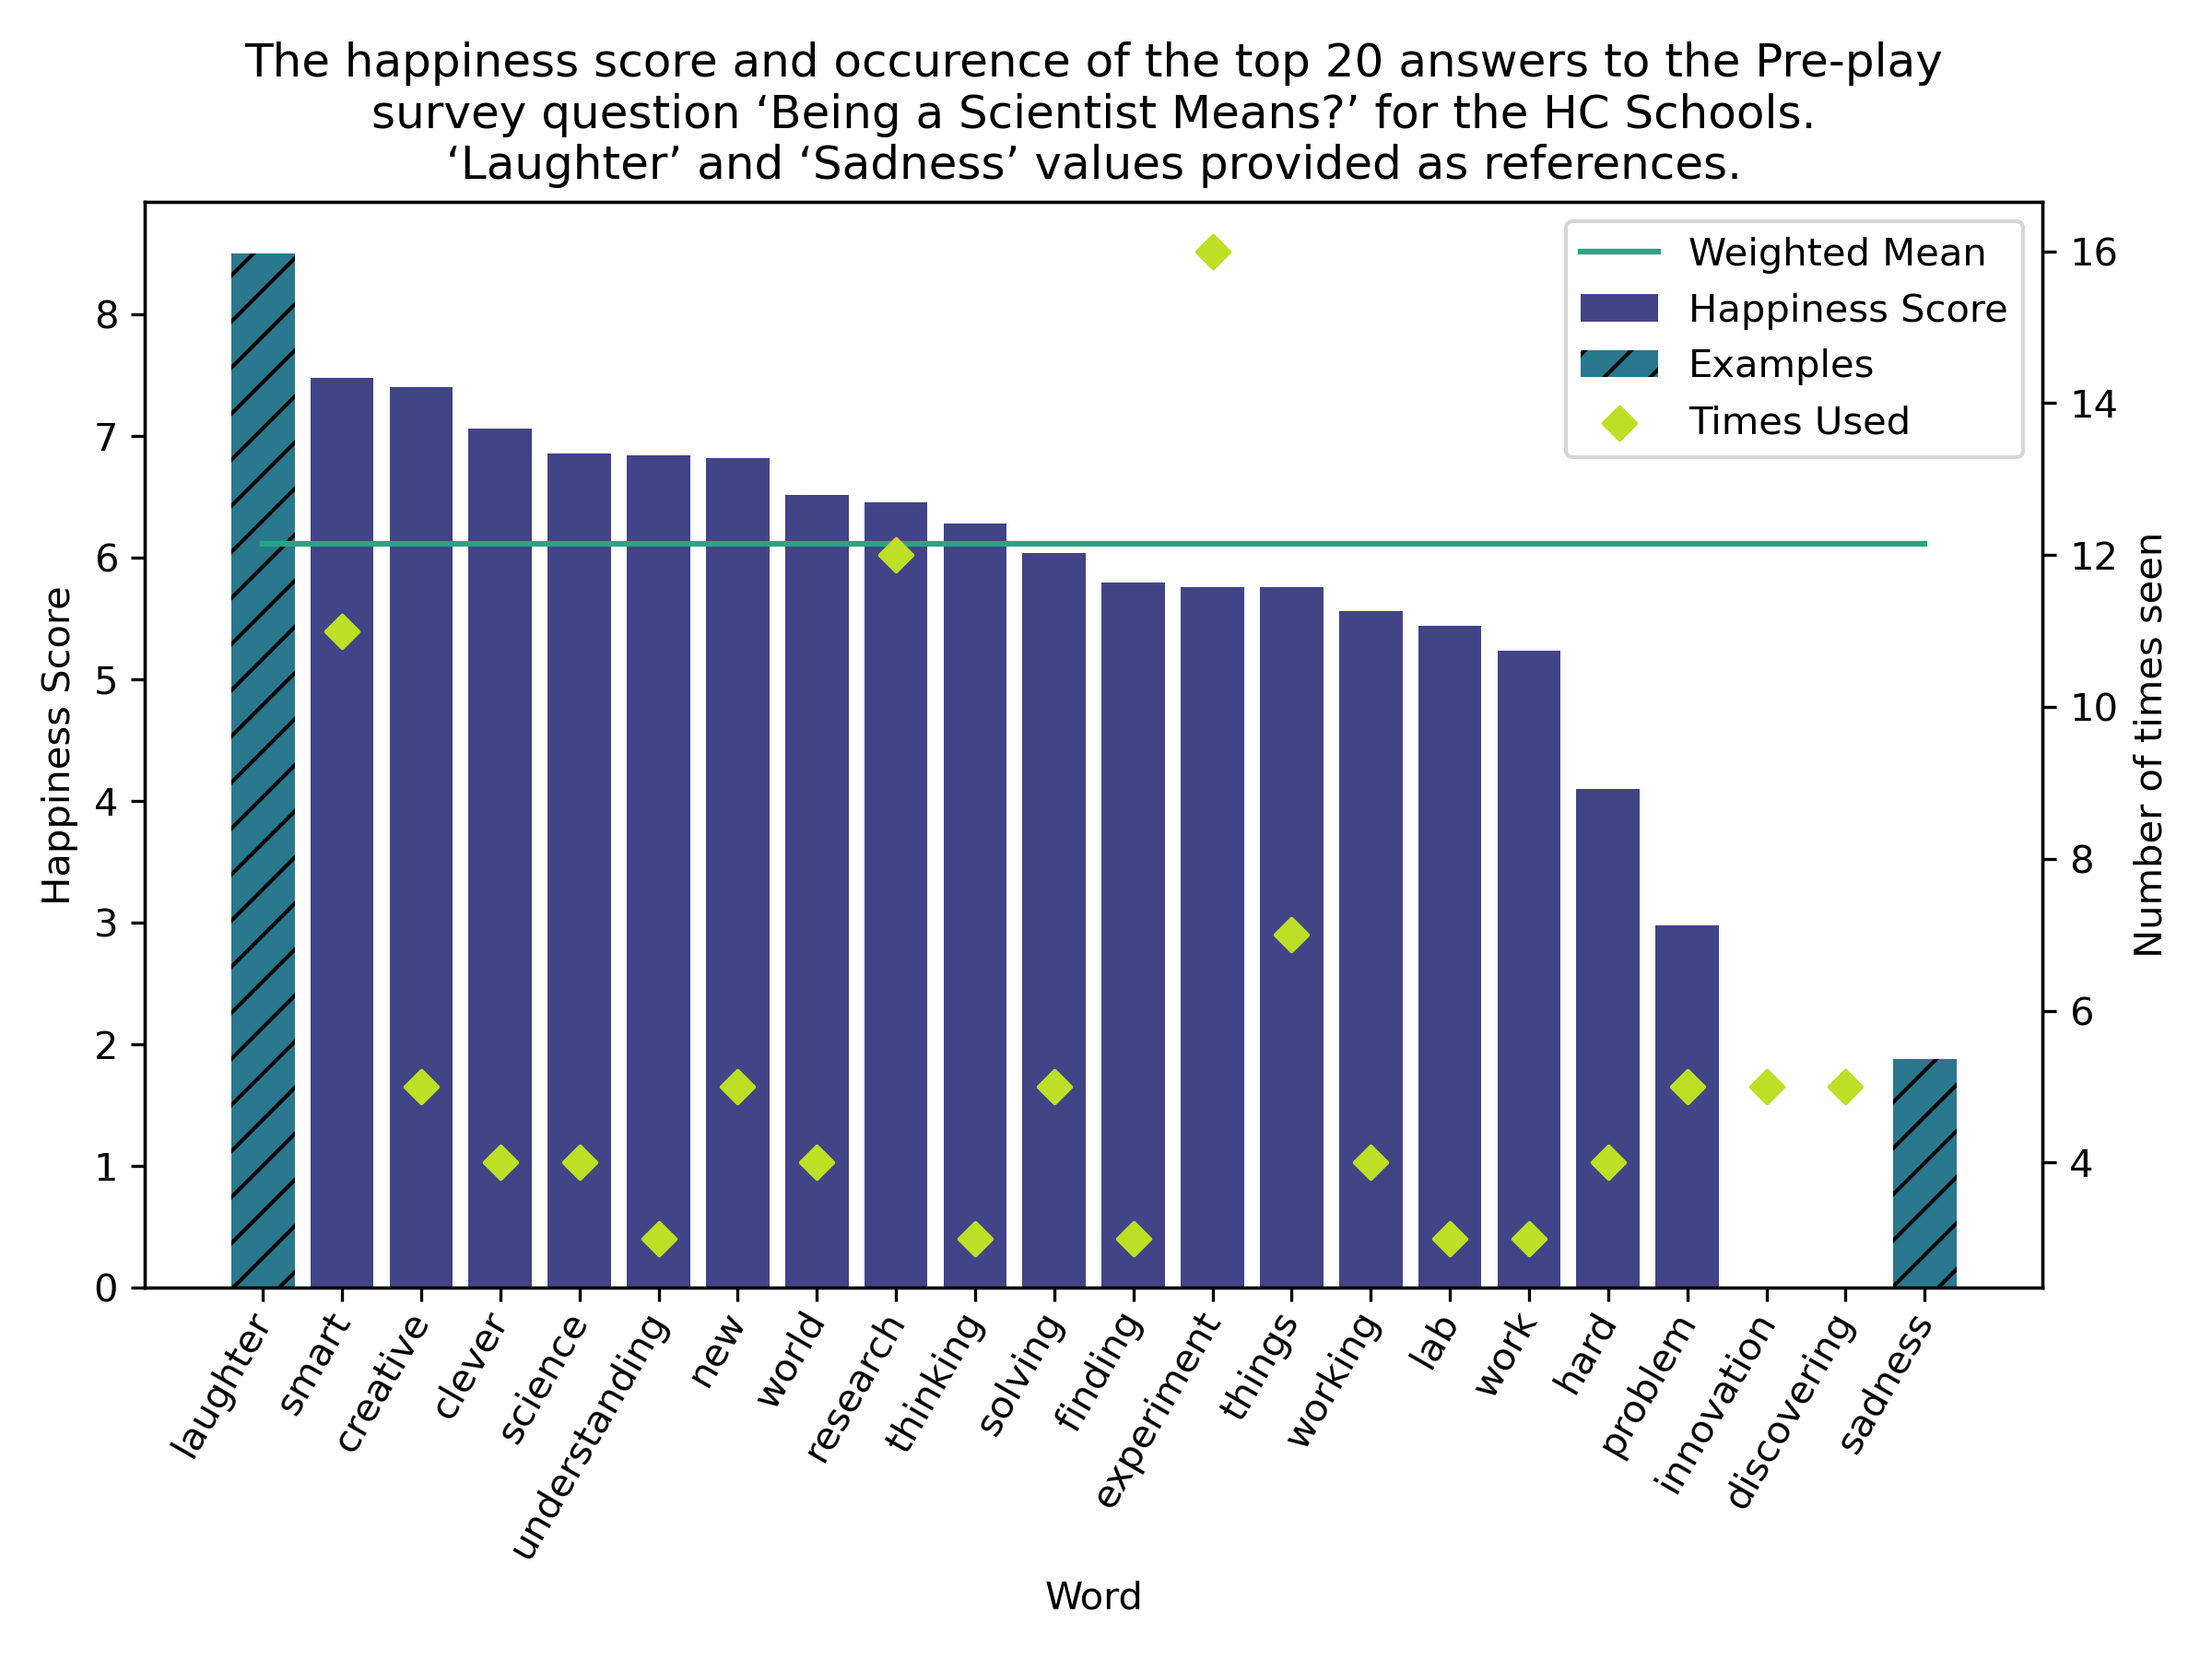 The happiness score and occurence of the top 20 answers to the Pre-play
survey question ‘Being a Scientist Means?’ for the HC Schools.
‘Laughter’ and ‘Sadness’ values provided as references.
Weighted Mean
Happiness Score
Examples
Times Used
Happiness Score
8
7
6
5
4
3
2
1
0
16
14
12
10
8
6
4
Number of times seen
laughter
smart
creative
clever
science
understanding
new
world
research
thinking
solving
finding
experiment
things
working
lab
work
hard
problem
innovation
discovering
sadness
Word